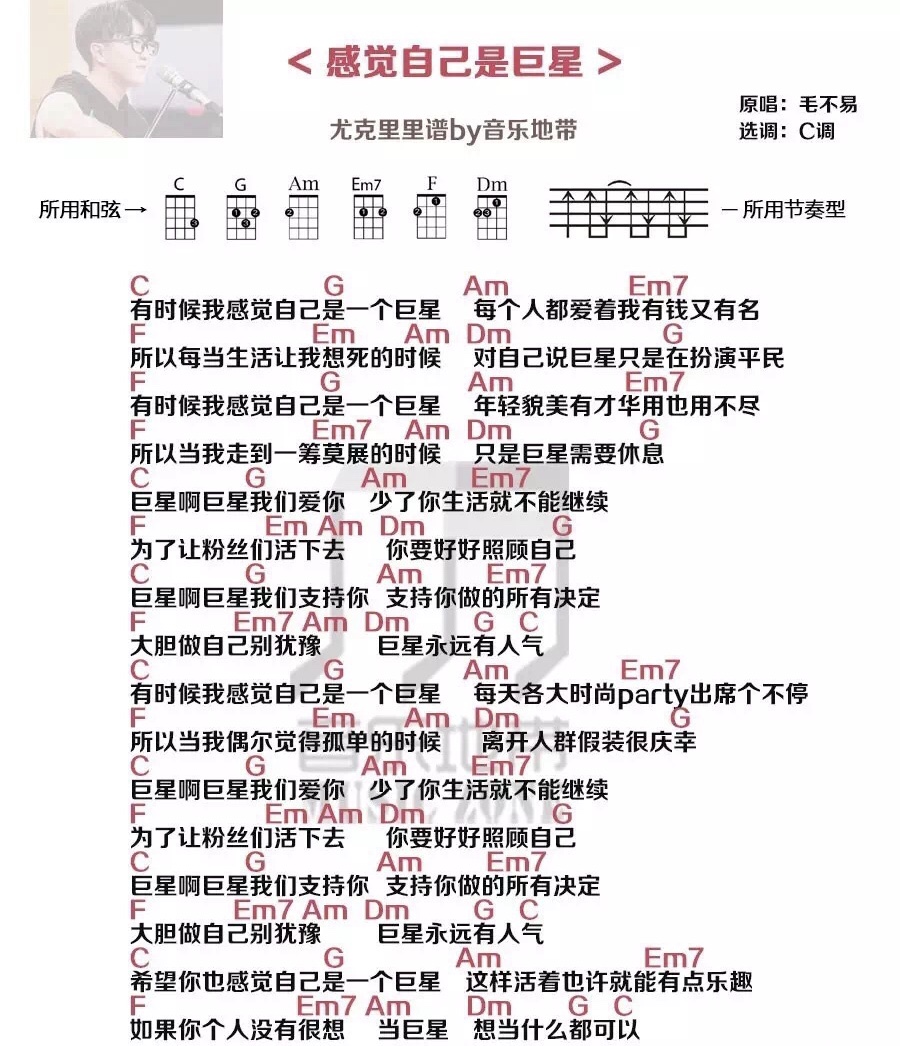 < 感觉自己是巨星 >
尤克里里谱by音乐地带
原唱：毛不易
选调：C调
所用和弦→ C G Am Em7 F Dm —所用节奏型
C G Am Em7
有时候我感觉自己是一个巨星 每个人都爱着我有钱又有名
F Em Am Dm G
所以每当生活让我想死的时候 对自己说巨星只是在扮演平民
F G Am Em7
有时候我感觉自己是一个巨星 年轻貌美有才华用也用不尽
F Em7 Am Dm G
所以当我走到一筹莫展的时候 只是巨星需要休息
C G Am Em7
巨星啊巨星我们爱你 少了你生活就不能继续
F Em Am Dm G
为了让粉丝们活下去 你要好好照顾自己
C G Am Em7
巨星啊巨星我们支持你 支持你做的所有决定
F Em7 Am Dm G C
大胆做自己别犹豫 巨星永远有人气
C G Am Em7
有时候我感觉自己是一个巨星 每天各大时尚party出席个不停
F Em Am Dm G
所以当我偶尔觉得孤单的时候 离开人群假装很庆幸
C G Am Em7
巨星啊巨星我们爱你 少了你生活就不能继续
F Em Am Dm G
为了让粉丝们活下去 你要好好照顾自己
C G Am Em7
巨星啊巨星我们支持你 支持你做的所有决定
F Em7 Am Dm G C
大胆做自己别犹豫 巨星永远有人气
C G Am Em7
希望你也感觉自己是一个巨星 这样活着也许就能有点乐趣
F Em7 Am Dm G C
如果你个人没有很想 当巨星 想当什么都可以
音乐地带
MUSIC ZONE